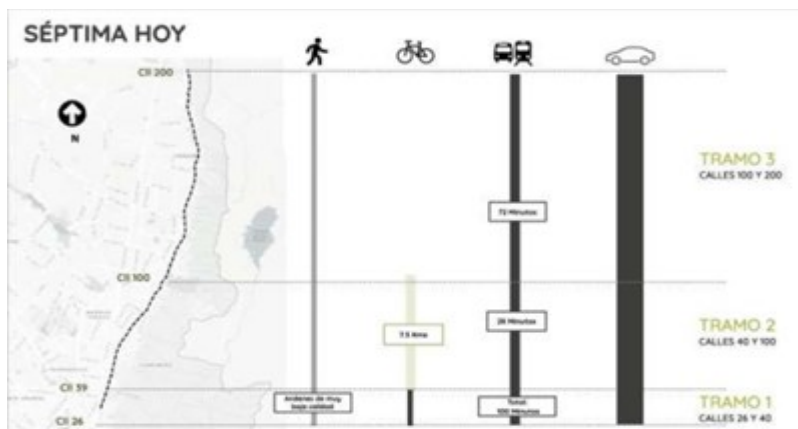 SÉPTIMA HOY
Cll 200
N
TRAMO 3
CALLES 100 Y 200
72 Minutos
Cll 100
26 Minutos
7.5 Kms
TRAMO 2
CALLES 40 Y 100
Cll 39
Andenes de muy
baja calidad
Total:
100 Minutos
TRAMO 1
CALLES 26 Y 40
Cll 26